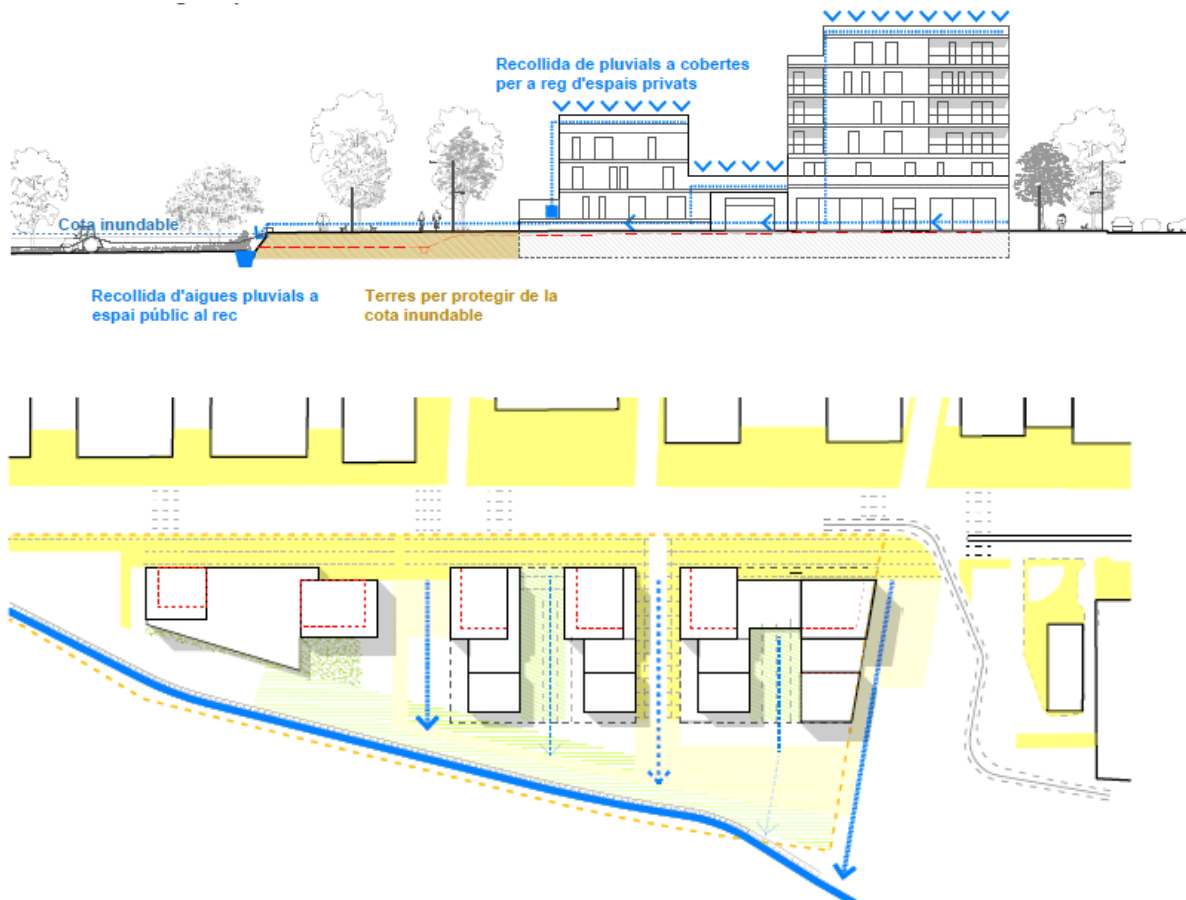 Recollida de pluvials a cobertes
per a reg d'espais privats
Cota inundable
Recollida d'aigues pluvials a
espai públic al rec
Terres per protegir de la
cota inundable